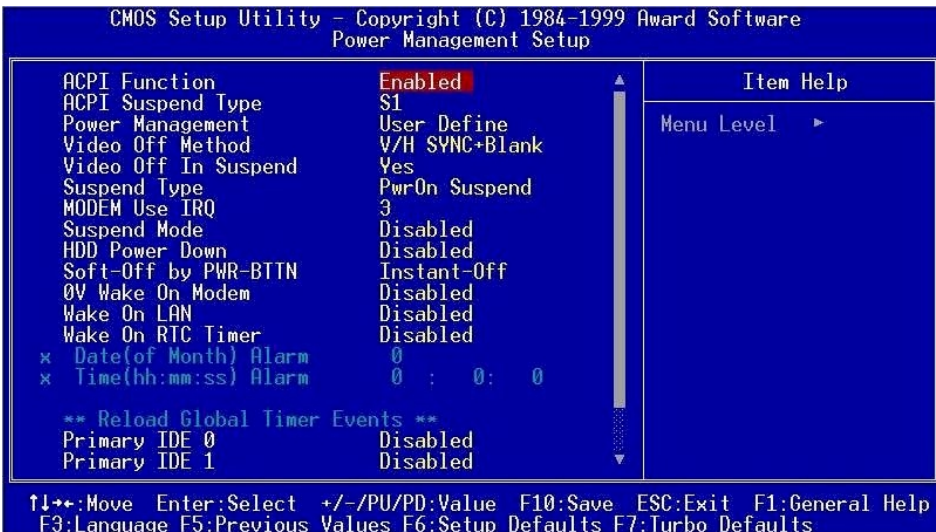 CMOS Setup Utility - Copyright (C) 1984-1999 Award Software
Power Management Setup
ACPI Function Enabled
ACPI Suspend Type S1
Power Management User Define
Video Off Method V/H SYNC+Blank
Video Off In Suspend Yes
Suspend Type PwrOn Suspend
MODEM Use IRQ 3
Suspend Mode Disabled
HDD Power Down Disabled
Soft-Off by PWR-BTTN Instant-Off
0V Wake On Modem Disabled
Wake On LAN Disabled
Wake On RTC Timer Disabled
x Date(of Month) Alarm 0
x Time(hh:mm:ss) Alarm 0 : 0: 0
** Reload Global Timer Events **
Primary IDE 0 Disabled
Primary IDE 1 Disabled
Item Help
Menu Level ►
↑↓→←:Move Enter:Select +/-/PU/PD:Value F10:Save ESC:Exit F1:General Help
F3:Language F5:Previous Values F6:Setup Defaults F7:Turbo Defaults